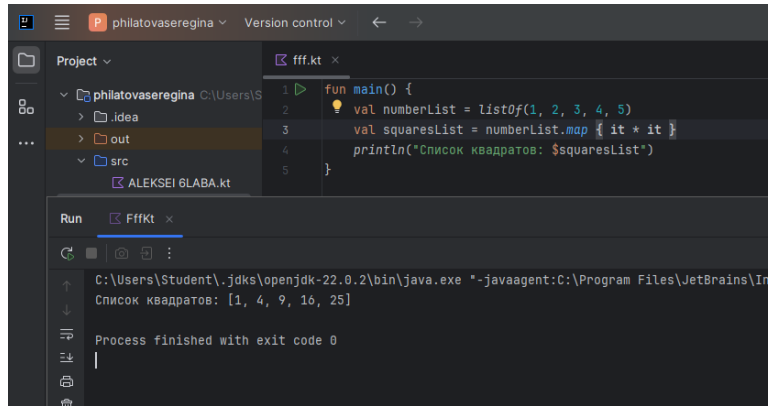 P philatovaseregina Version control
Project
fff.kt
philatovaseregina C:\Users\S
.idea
out
src
ALEKSEI 6LABA.kt
1 fun main() {
2 val numberList = listOf(1, 2, 3, 4, 5)
3 val squaresList = numberList.map { it * it }
4 println("Список квадратов: $squaresList")
5 }
Run FffKt
C:\Users\Student\.jdks\openjdk-22.0.2\bin\java.exe "-javaagent:C:\Program Files\JetBrains\In
Список квадратов: [1, 4, 9, 16, 25]
Process finished with exit code 0